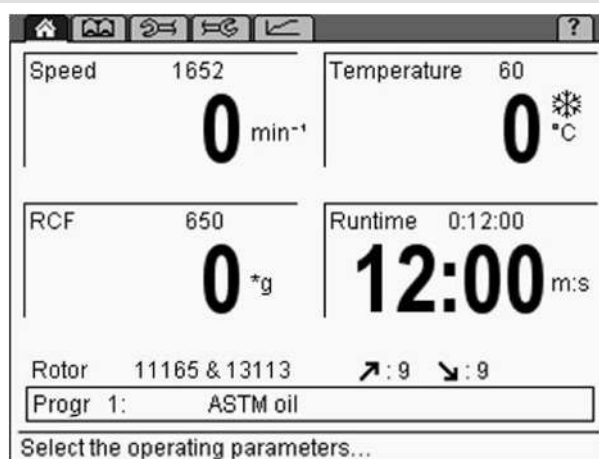 ?
Speed 1652
0 min⁻¹
Temperature 60
0 °C
RCF 650
0 *g
Runtime 0:12:00
12:00 m:s
Rotor 11165 & 13113 ↗: 9 ↘: 9
Progr 1: ASTM oil
Select the operating parameters...